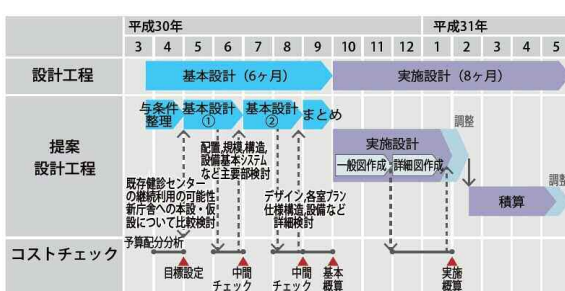 平成30年 平成31年
3 4 5 6 7 8 9 10 11 12 1 2 3 4 5
設計工程 基本設計（6ヶ月） 実施設計（8ヶ月）
提案
設計工程
与条件
整理
基本設計
①
基本設計
②
まとめ
配置,規模,構造,
設備基本システム
など主要部検討
既存健診センター
の継続利用の可能性
新庁舎への本設・仮
設について比較検討
デザイン,各室プラン
仕様構造,設備など
詳細検討
実施設計
一般図作成 詳細図作成
調整
積算
調整
コストチェック
予算配分分析
目標設定
中間
チェック
中間
チェック
基本
概算
実施
概算